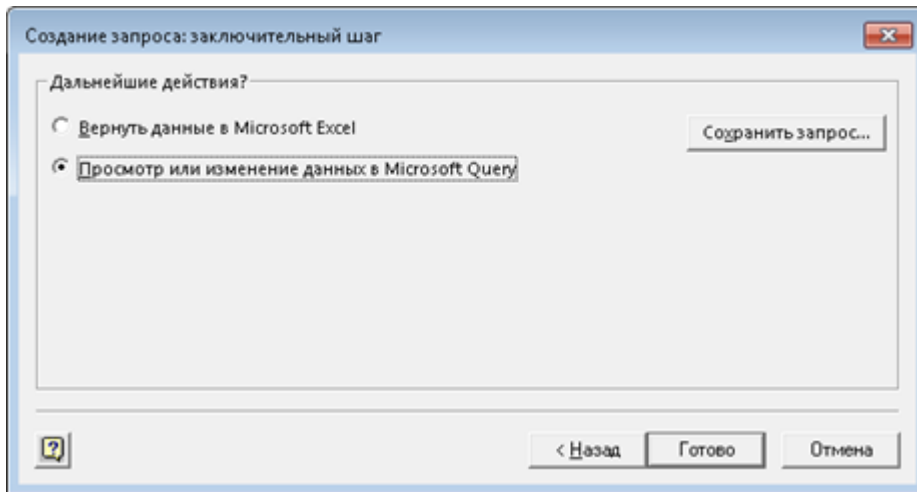 Создание запроса: заключительный шаг
Дальнейшие действия?
Вернуть данные в Microsoft Excel
Сохранить запрос...
Просмотр или изменение данных в Microsoft Query
?
< Назад
Готово
Отмена